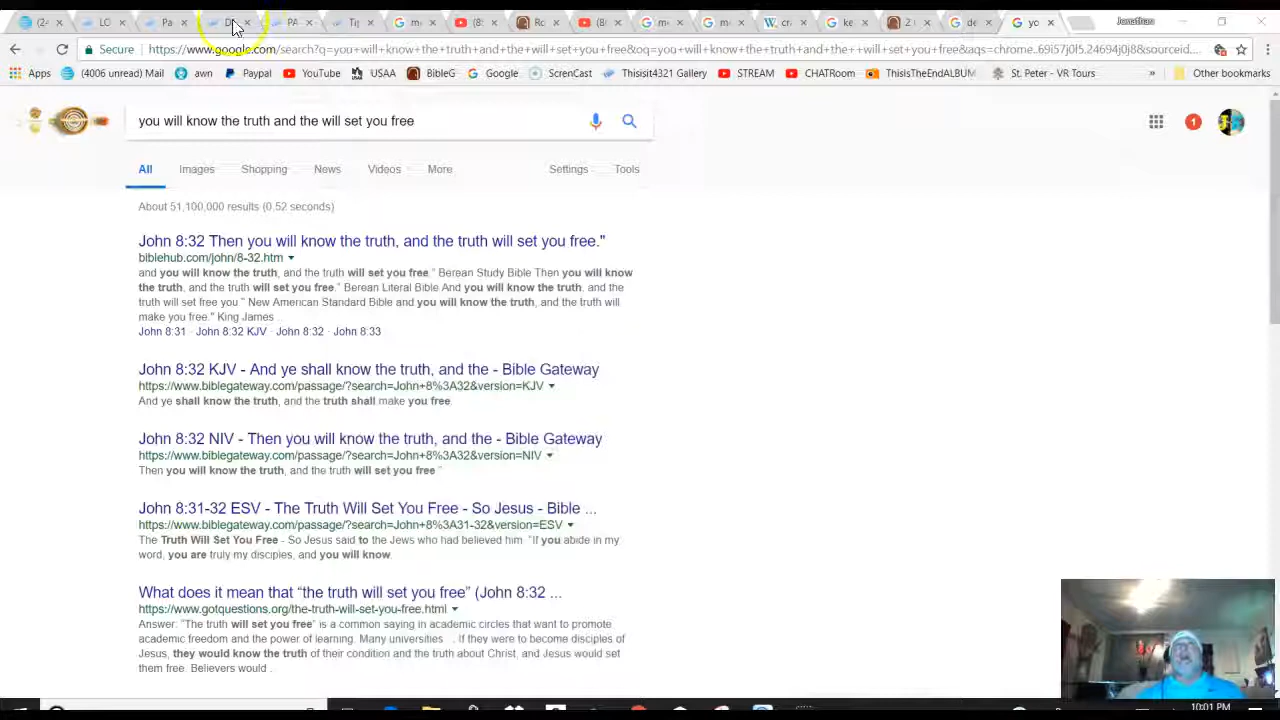 (24 LO Pa D PA Tip m (8: Ro (8( m m cra ke 2 de yo Jonathan
Secure https://www.google.com/search?q=you+will+know+the+truth+and+the+will+set+you+free&oq=you+will+know+the+truth+and+the++will+set+you+free&aqs=chrome..69i57j0l5.24694j0j8&sourceid...
Apps (4006 unread) Mail awn Paypal YouTube USAA BibleG Google ScrenCast Thisisit4321 Gallery STREAM CHATRoom ThisIsTheEndALBUM St. Peter - VR Tours » Other bookmarks
you will know the truth and the will set you free
1
All Images Shopping News Videos More Settings Tools
About 51,100,000 results (0.52 seconds)
John 8:32 Then you will know the truth, and the truth will set you free."
biblehub.com/john/8-32.htm
and you will know the truth, and the truth will set you free." Berean Study Bible Then you will know
the truth, and the truth will set you free." Berean Literal Bible And you will know the truth, and the
truth will set free you." New American Standard Bible and you will know the truth, and the truth will
make you free." King James ...
John 8:31 · John 8:32 KJV · John 8:32 · John 8:33
John 8:32 KJV - And ye shall know the truth, and the - Bible Gateway
https://www.biblegateway.com/passage/?search=John+8%3A32&version=KJV
And ye shall know the truth, and the truth shall make you free.
John 8:32 NIV - Then you will know the truth, and the - Bible Gateway
https://www.biblegateway.com/passage/?search=John+8%3A32&version=NIV
Then you will know the truth, and the truth will set you free."
John 8:31-32 ESV - The Truth Will Set You Free - So Jesus - Bible ...
https://www.biblegateway.com/passage/?search=John+8%3A31-32&version=ESV
The Truth Will Set You Free - So Jesus said to the Jews who had believed him, "If you abide in my
word, you are truly my disciples, and you will know.
What does it mean that “the truth will set you free” (John 8:32 ...
https://www.gotquestions.org/the-truth-will-set-you-free.html
Answer: "The truth will set you free" is a common saying in academic circles that want to promote
academic freedom and the power of learning. Many universities ... If they were to become disciples of
Jesus, they would know the truth of their condition and the truth about Christ, and Jesus would set
them free. Believers would ...
10:01 PM